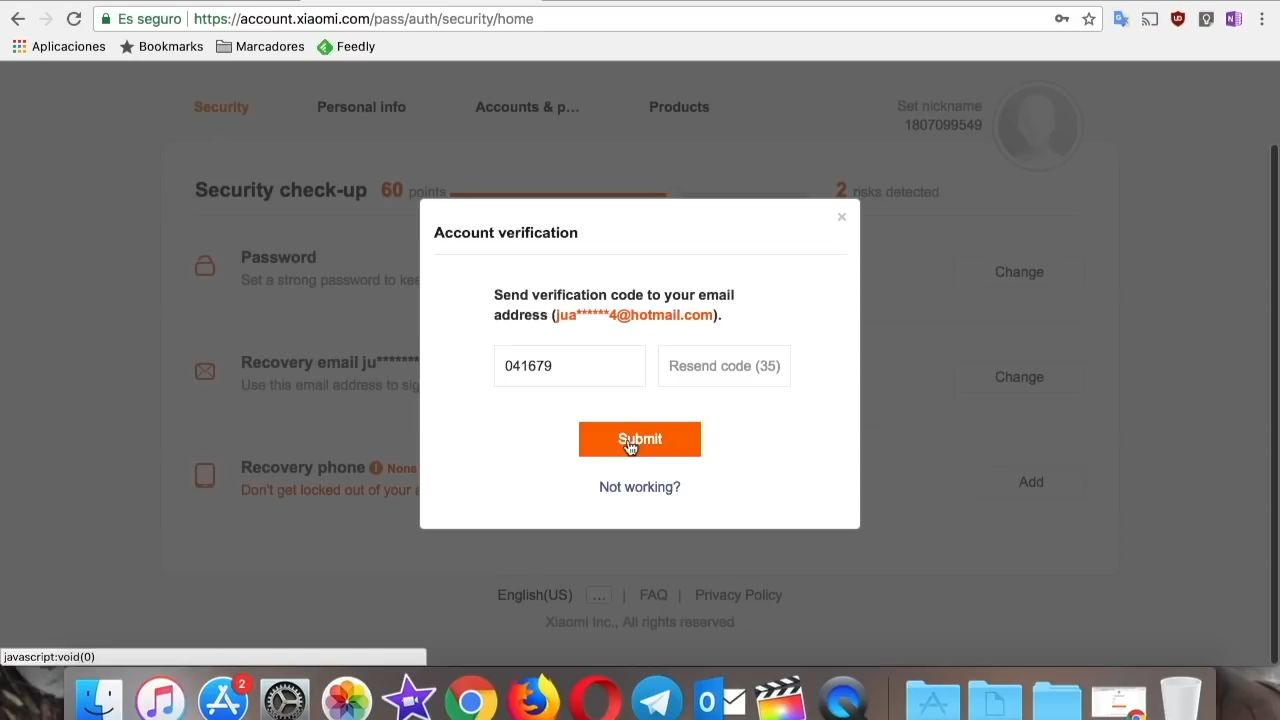 Es seguro
https://account.xiaomi.com/pass/auth/security/home
Aplicaciones
Bookmarks
Marcadores
Feedly
Security
Personal info
Accounts & p...
Products
Set nickname
1807099549
Security check-up 60 points
2 risks detected
Account verification
×
Password
Set a strong password to kee
Change
Send verification code to your email
address (jua******4@hotmail.com).
041679
Resend code (35)
Recovery email ju*******
Use this email address to sig
Change
Submit
Recovery phone ! None
Don't get locked out of your a
Add
Not working?
English(US) ... | FAQ | Privacy Policy
Xiaomi Inc., All rights reserved
javascript:void(0)
2